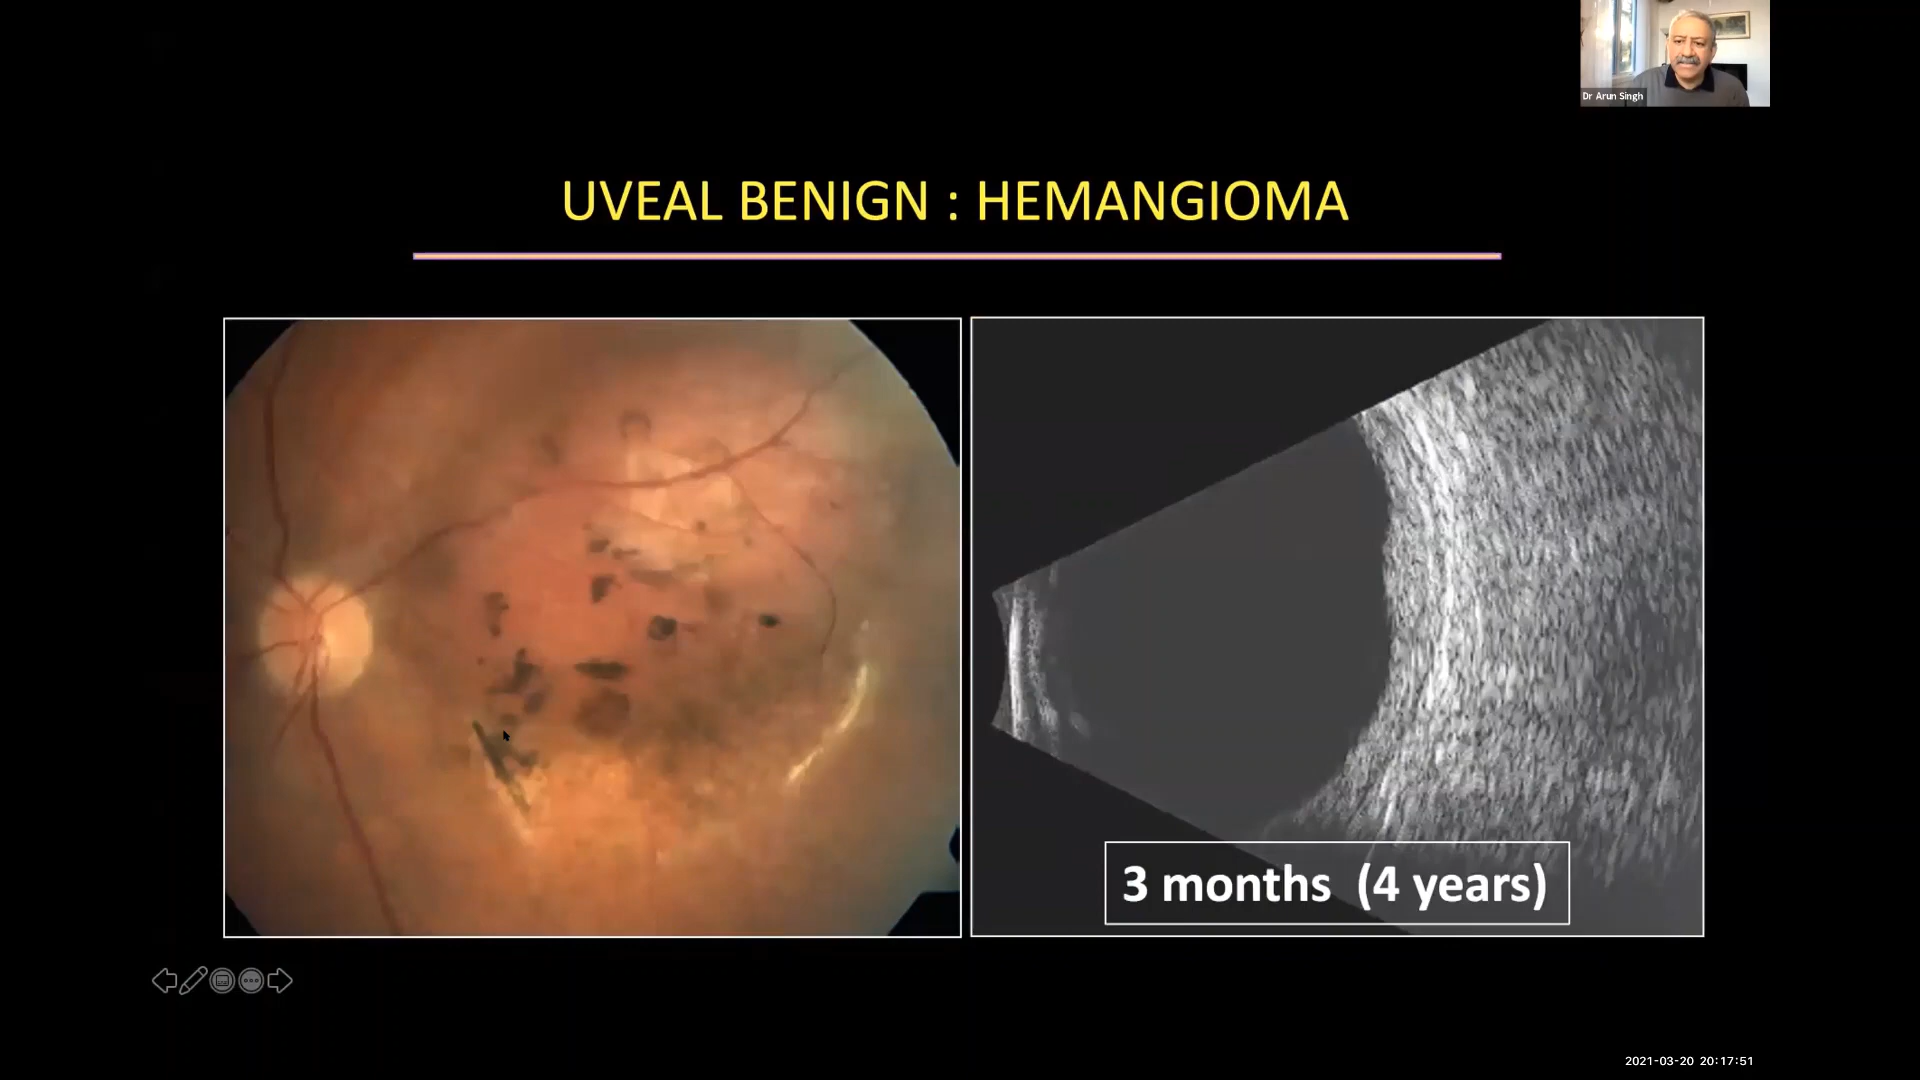 Dr Arun Singh
UVEAL BENIGN : HEMANGIOMA
3 months (4 years)
2021-03-20 20:17:51